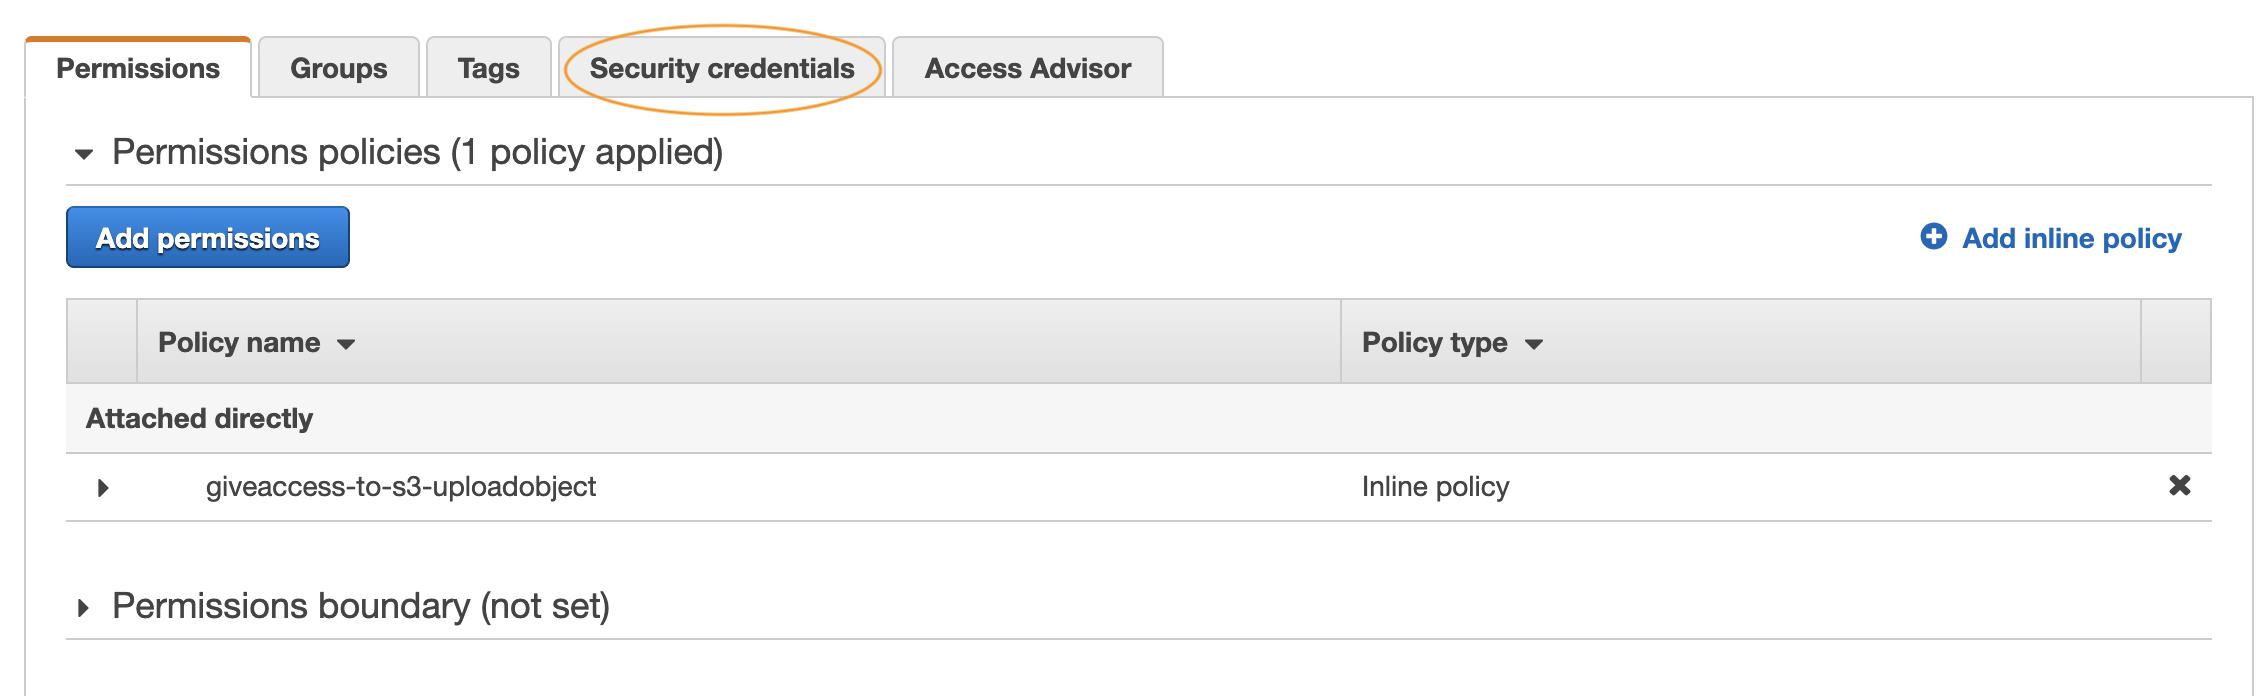 Permissions Groups Tags Security credentials Access Advisor
Permissions policies (1 policy applied)
Add permissions Add inline policy
Policy name Policy type
Attached directly
giveaccess-to-s3-uploadobject Inline policy
Permissions boundary (not set)